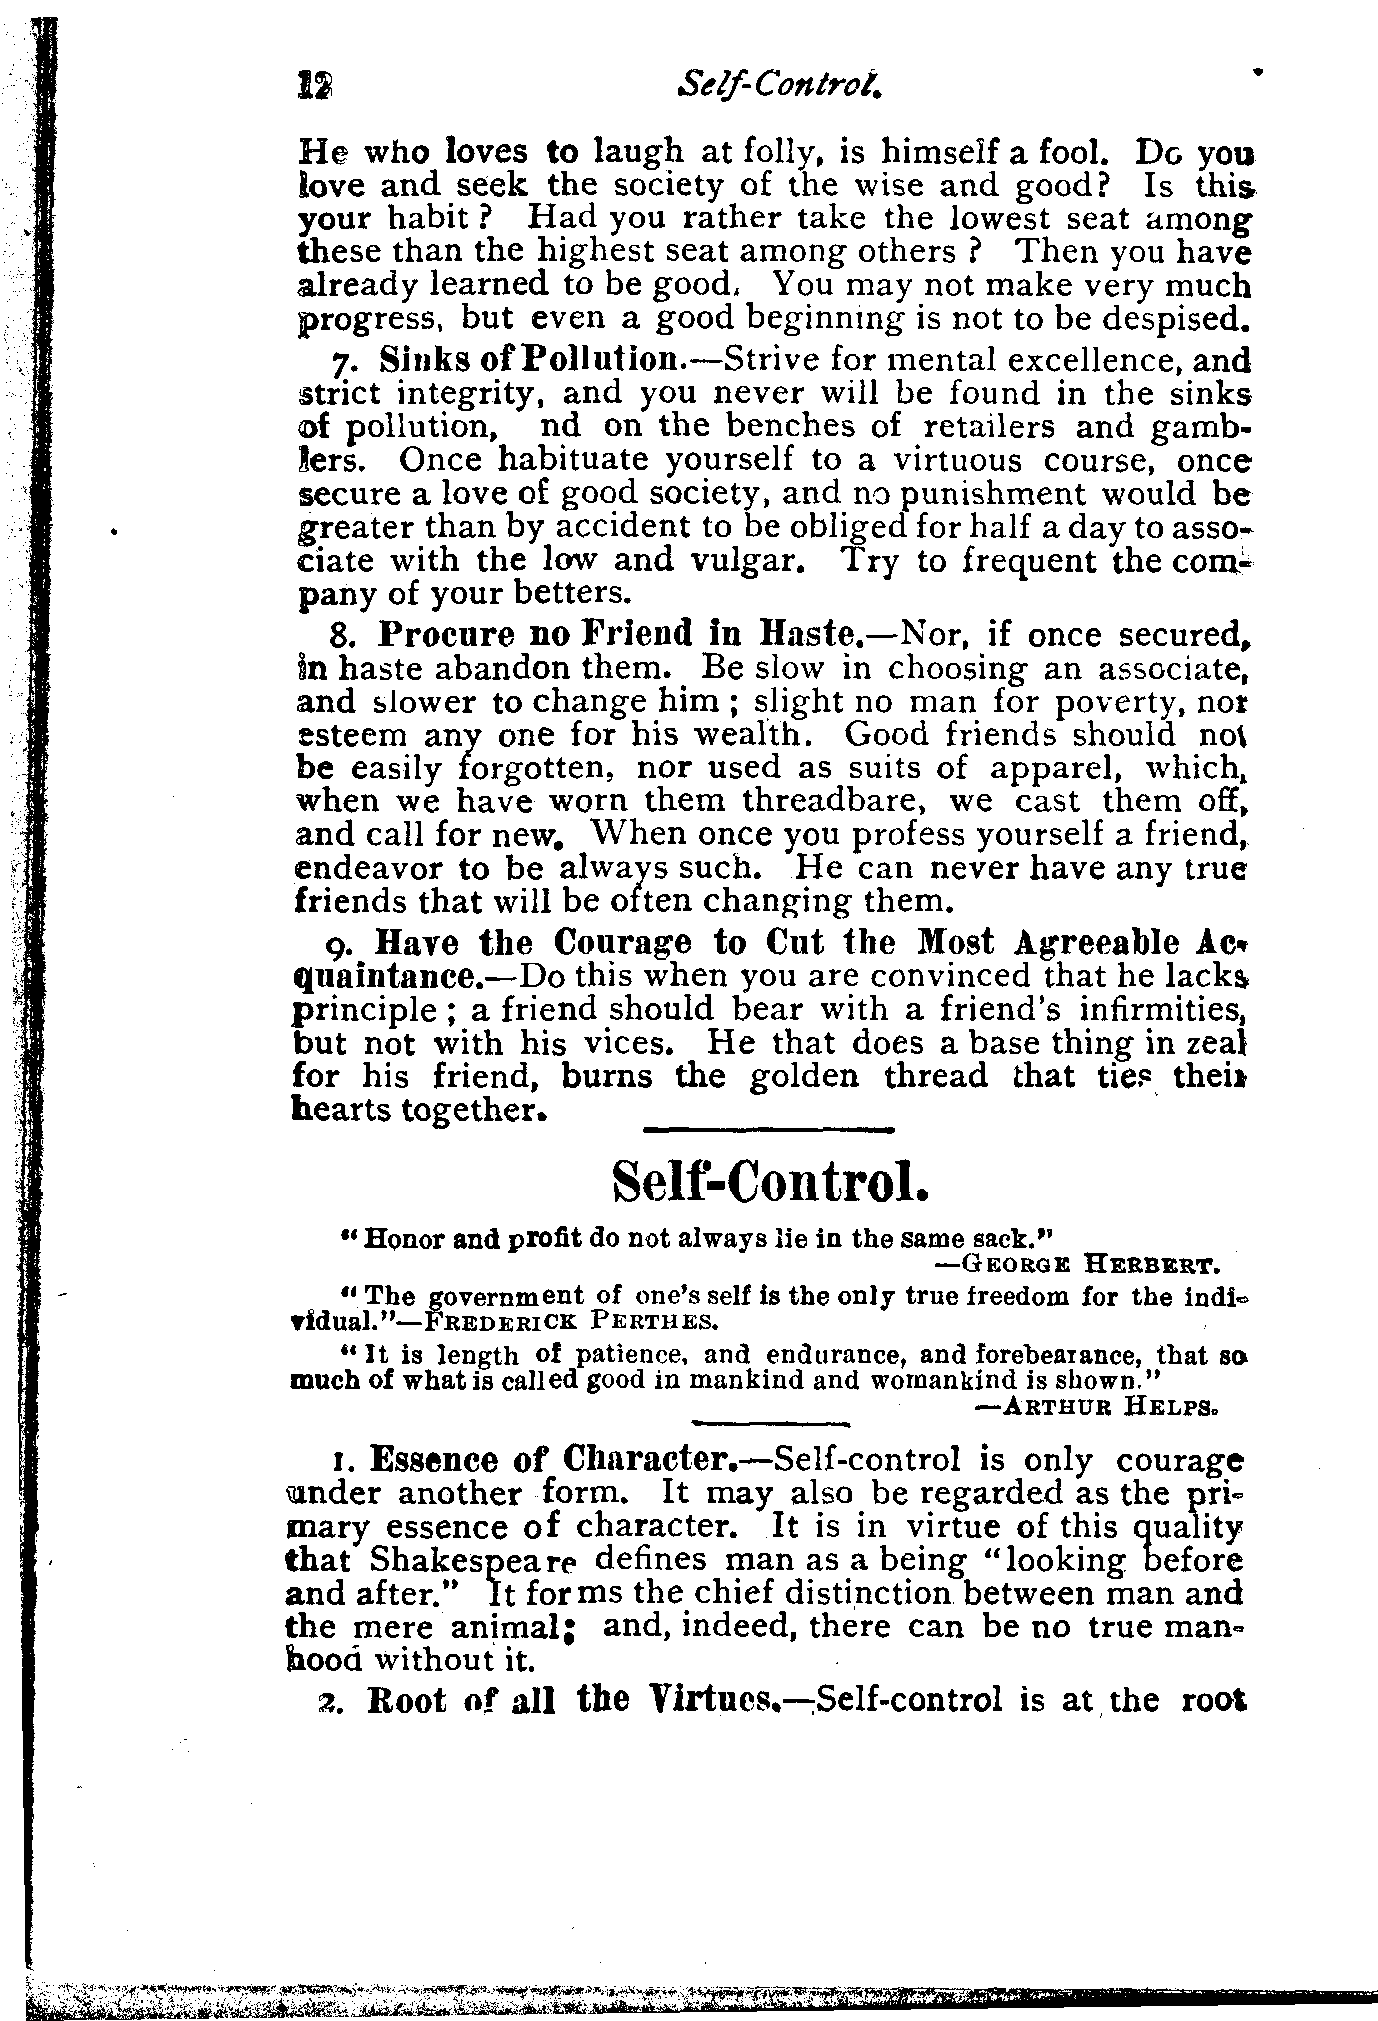 12 Self-Control.
He who loves to laugh at folly, is himself a fool. Do you
love and seek the society of the wise and good? Is this
your habit? Had you rather take the lowest seat among
these than the highest seat among others? Then you have
already learned to be good. You may not make very much
progress, but even a good beginning is not to be despised.
7. Sinks of Pollution.—Strive for mental excellence, and
strict integrity, and you never will be found in the sinks
of pollution, nd on the benches of retailers and gamb-
lers. Once habituate yourself to a virtuous course, once
secure a love of good society, and no punishment would be
greater than by accident to be obliged for half a day to asso-
ciate with the low and vulgar. Try to frequent the com-
pany of your betters.
8. Procure no Friend in Haste.—Nor, if once secured,
in haste abandon them. Be slow in choosing an associate,
and slower to change him; slight no man for poverty, nor
esteem any one for his wealth. Good friends should not
be easily forgotten, nor used as suits of apparel, which,
when we have worn them threadbare, we cast them off,
and call for new. When once you profess yourself a friend,
endeavor to be always such. He can never have any true
friends that will be often changing them.
9. Have the Courage to Cut the Most Agreeable Ac-
quaintance.—Do this when you are convinced that he lacks
principle; a friend should bear with a friend's infirmities,
but not with his vices. He that does a base thing in zeal
for his friend, burns the golden thread that ties their
hearts together.
Self-Control.
"Honor and profit do not always lie in the same sack."
—GEORGE HERBERT.
"The government of one's self is the only true freedom for the indi-
vidual."—FREDERICK PERTHES.
"It is length of patience, and endurance, and forebearance, that so
much of what is called good in mankind and womankind is shown."
—ARTHUR HELPS.
1. Essence of Character.—Self-control is only courage
under another form. It may also be regarded as the pri-
mary essence of character. It is in virtue of this quality
that Shakespeare defines man as a being "looking before
and after." It forms the chief distinction between man and
the mere animal; and, indeed, there can be no true man-
hood without it.
2. Root of all the Virtues.—Self-control is at the root